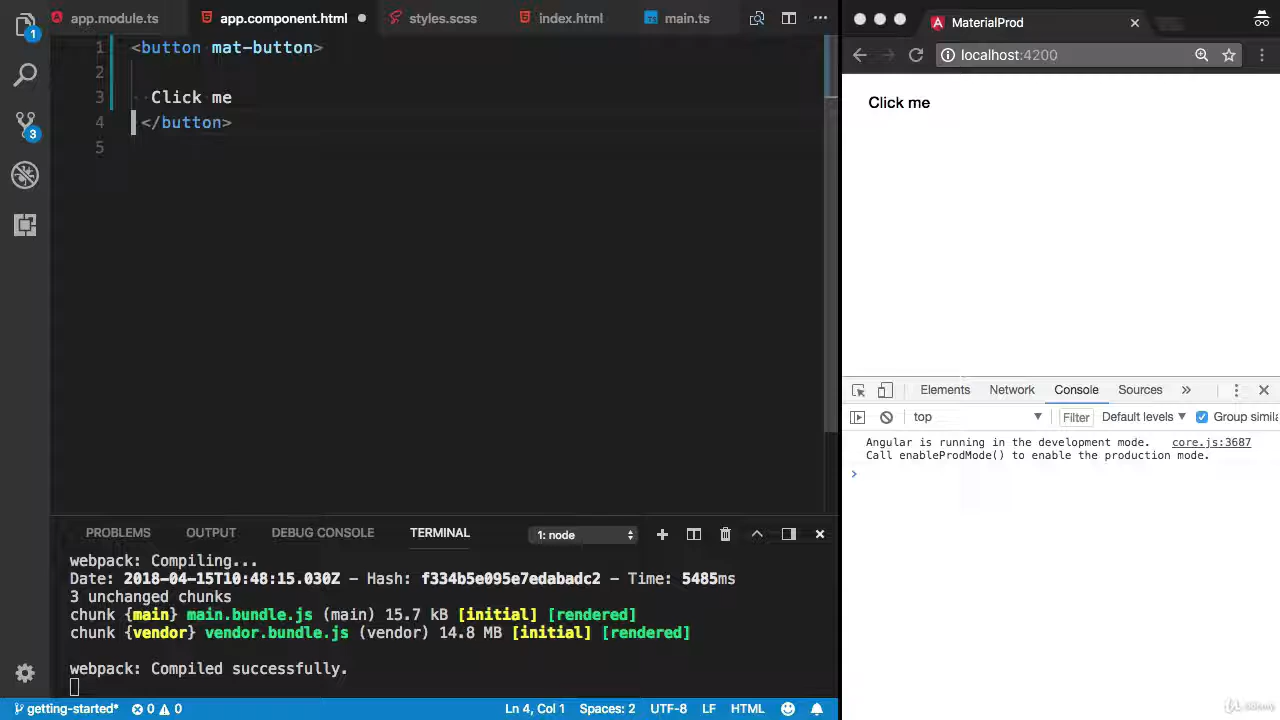 app.module.ts app.component.html styles.scss index.html main.ts
1 <button mat-button>
2
3 Click me
4 </button>
5
1
3
PROBLEMS OUTPUT DEBUG CONSOLE TERMINAL 1: node
webpack: Compiling...
Date: 2018-04-15T10:48:15.030Z - Hash: f334b5e095e7edabadc2 - Time: 5485ms
3 unchanged chunks
chunk {main} main.bundle.js (main) 15.7 kB [initial] [rendered]
chunk {vendor} vendor.bundle.js (vendor) 14.8 MB [initial] [rendered]
webpack: Compiled successfully.
getting-started* 0 0 Ln 4, Col 1 Spaces: 2 UTF-8 LF HTML
MaterialProd
localhost:4200
Click me
Elements Network Console Sources »
top Filter Default levels Group simila
Angular is running in the development mode. core.js:3687
Call enableProdMode() to enable the production mode.
>
Udemy